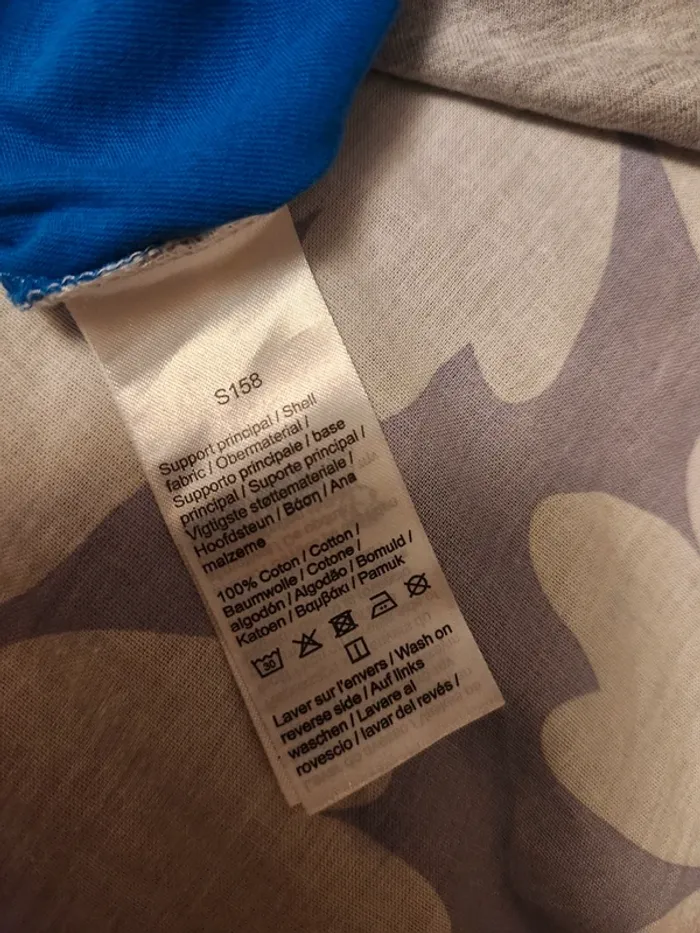 S158
Support principal / Shell
fabric / Obermaterial /
Supporto principale / base
principal / Suporte principal /
Vigtigste støttemateriale /
Hoofdsteun / Βάση / Ana
malzeme
100% Coton / Cotton /
Baumwolle / Cotone /
algodón / Algodão / Bomuld /
Katoen / Βαμβάκι / Pamuk
30
Laver sur l'envers / Wash on
reverse side / Auf links
waschen / Lavare al
rovescio / lavar del revés /